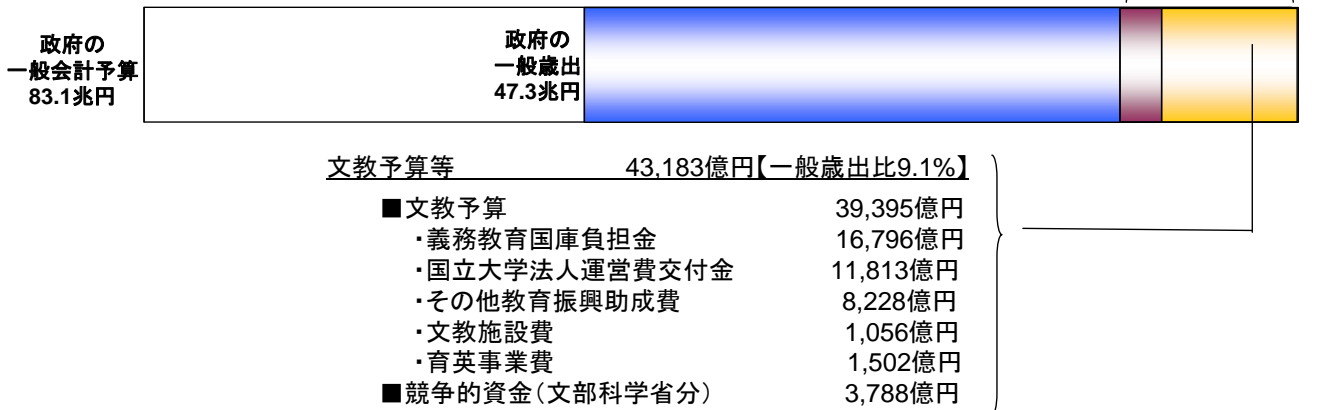 政府の
一般会計予算
83.1兆円
政府の
一般歳出
47.3兆円
文教予算等 43,183億円【一般歳出比9.1%】
■文教予算 39,395億円
・義務教育国庫負担金 16,796億円
・国立大学法人運営費交付金 11,813億円
・その他教育振興助成費 8,228億円
・文教施設費 1,056億円
・育英事業費 1,502億円
■競争的資金(文部科学省分) 3,788億円